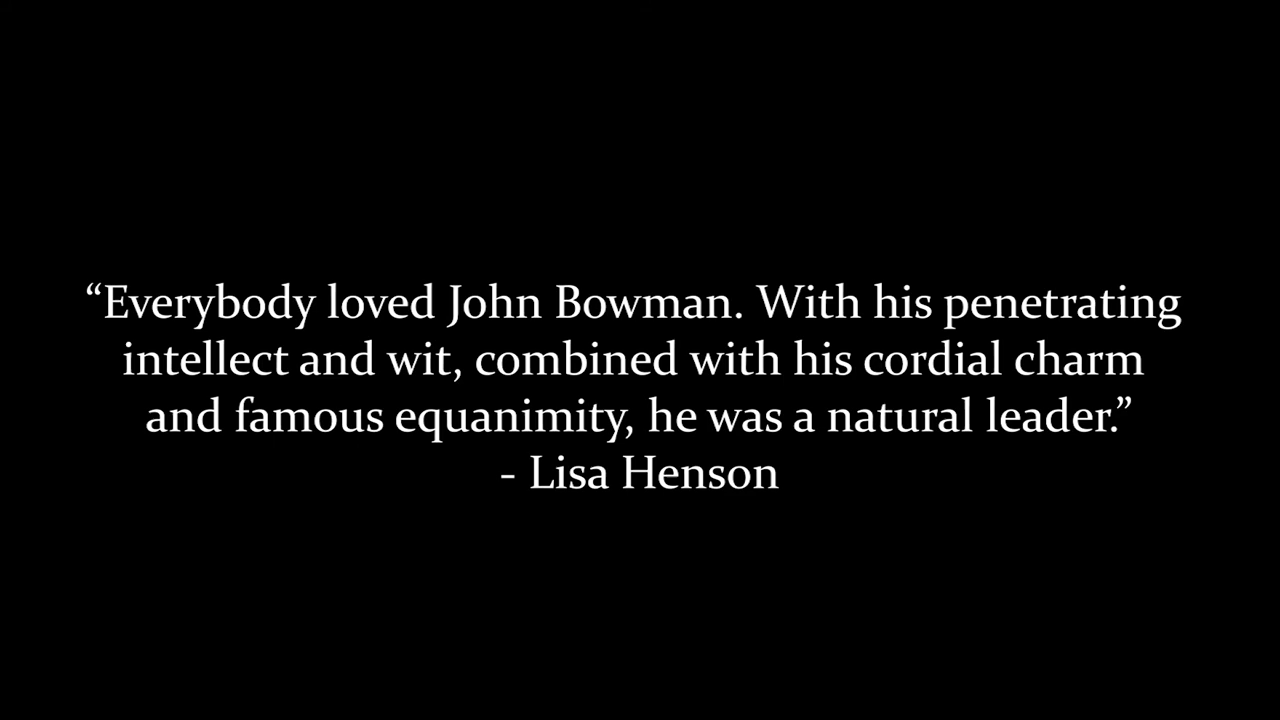 “Everybody loved John Bowman. With his penetrating
intellect and wit, combined with his cordial charm
and famous equanimity, he was a natural leader.”
- Lisa Henson